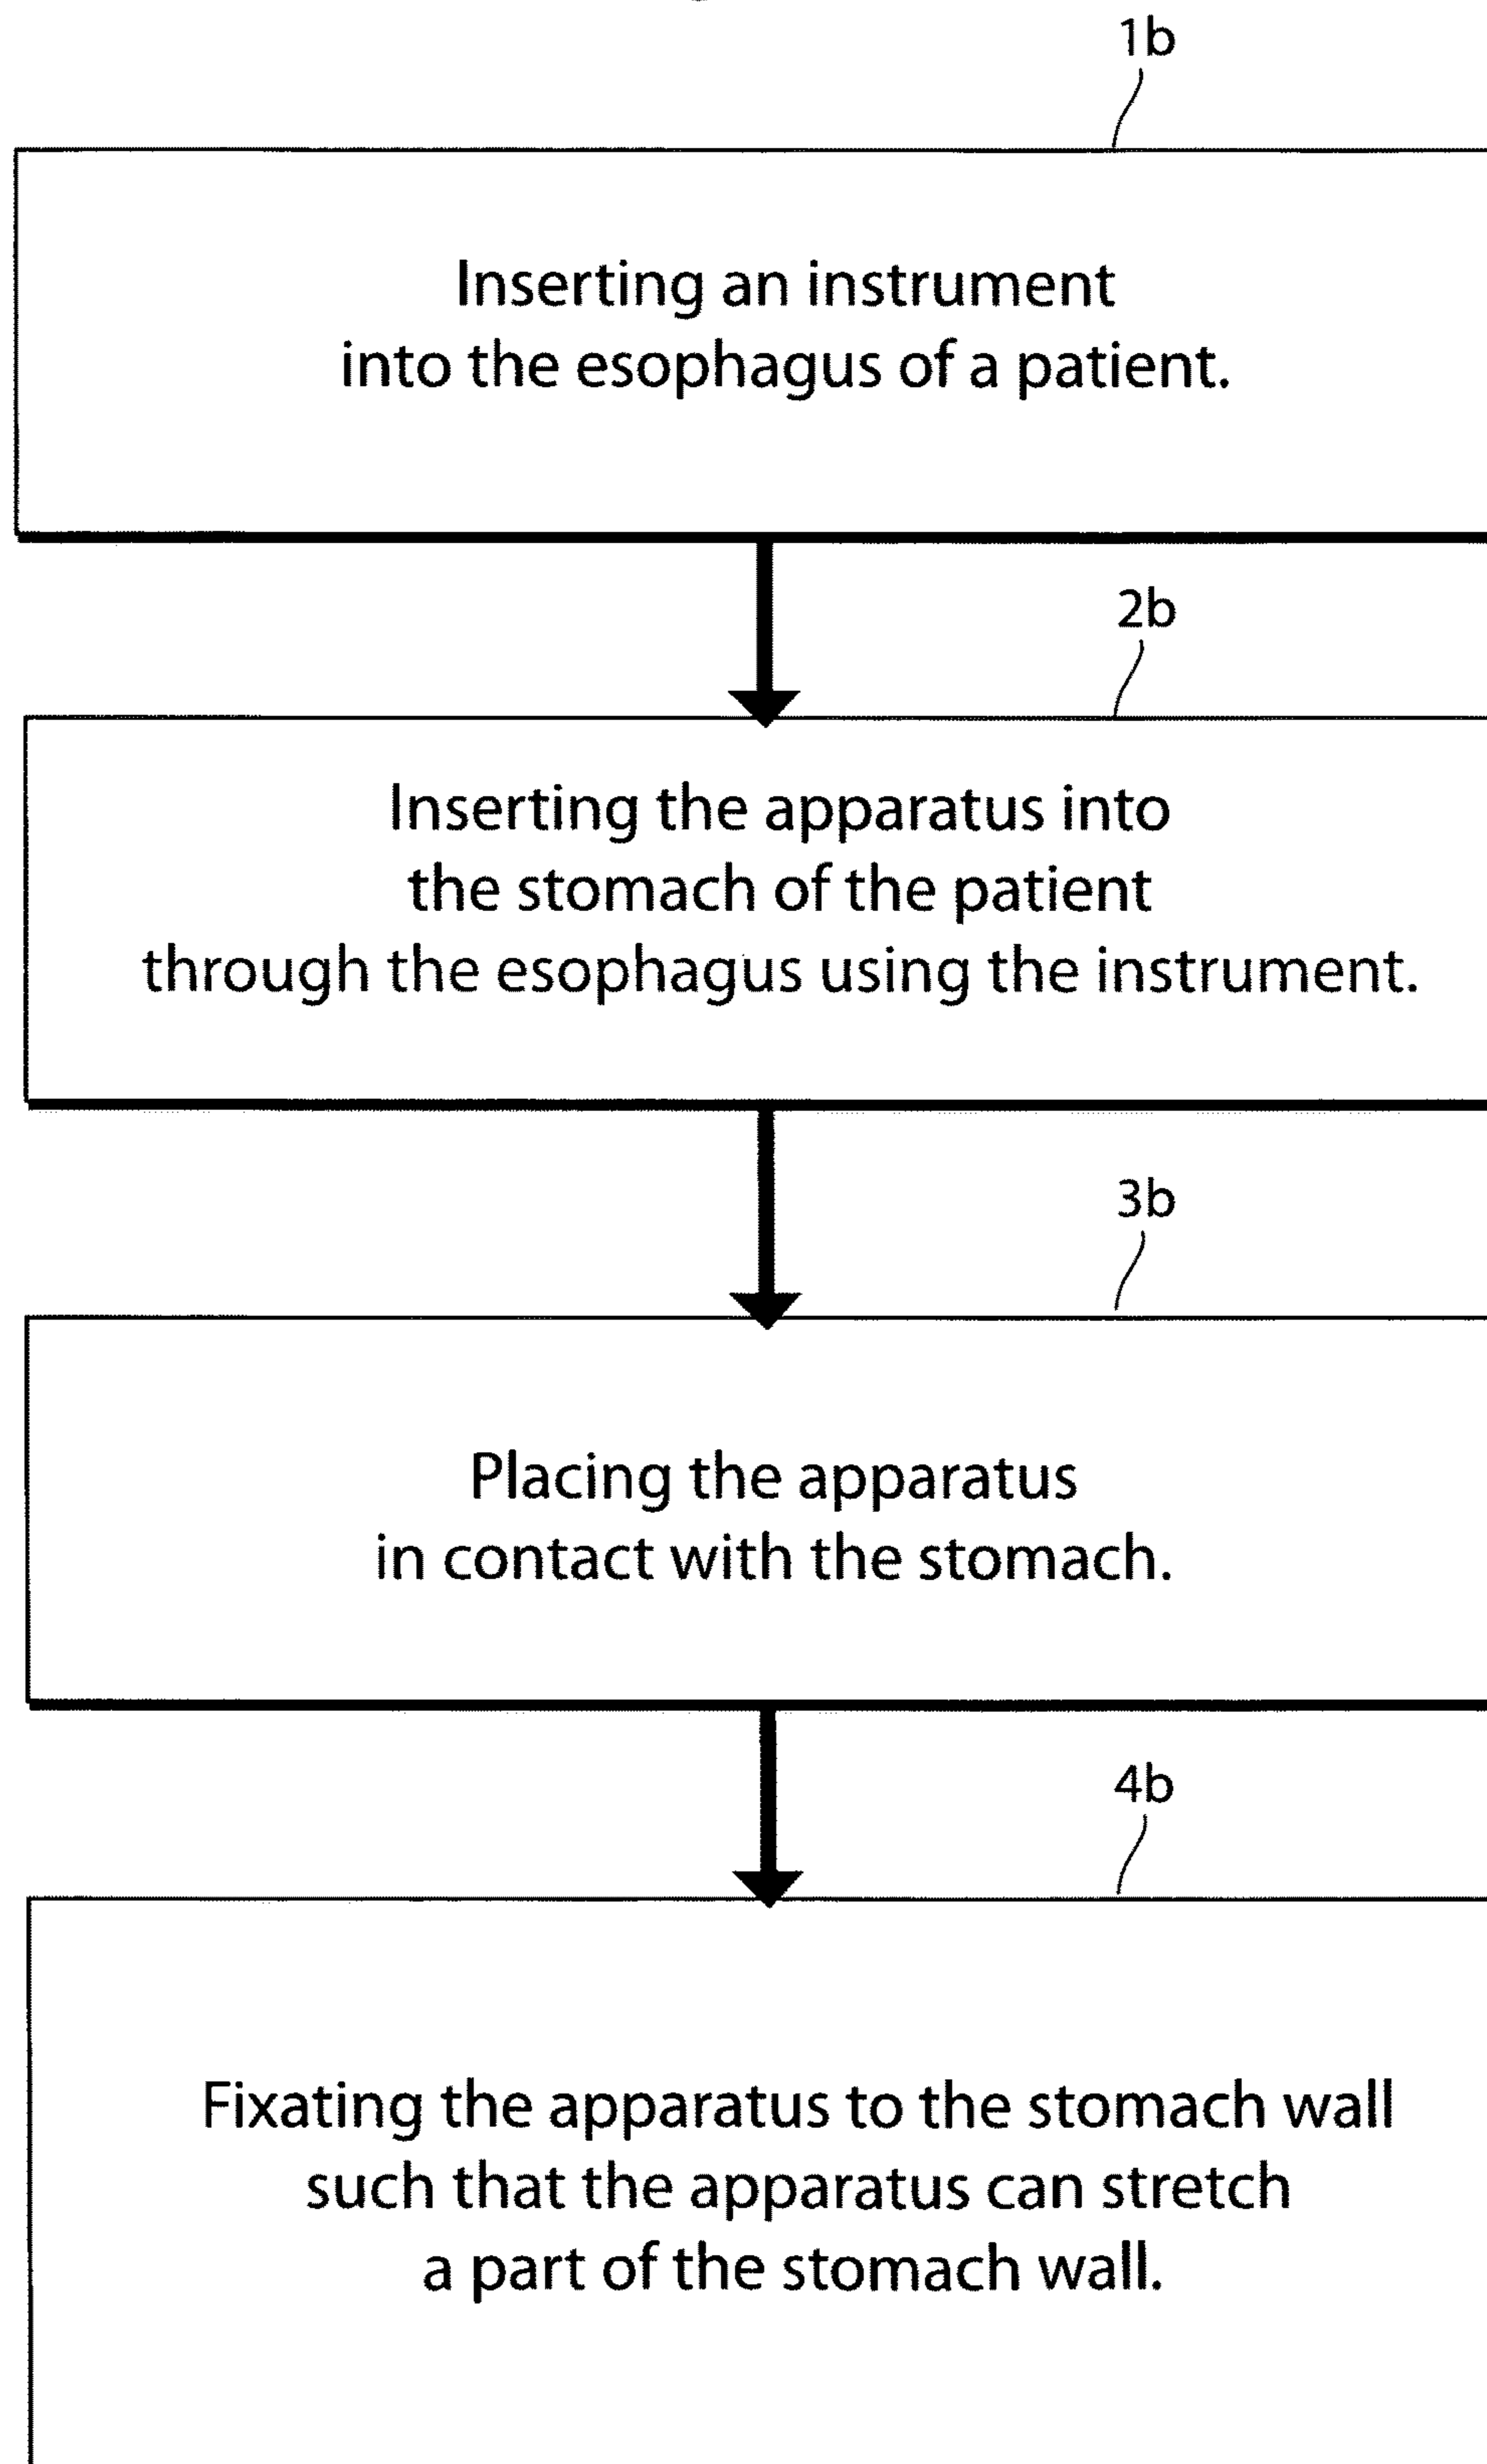 1b
Inserting an instrument
into the esophagus of a patient.
2b
Inserting the apparatus into
the stomach of the patient
through the esophagus using the instrument.
3b
Placing the apparatus
in contact with the stomach.
4b
Fixating the apparatus to the stomach wall
such that the apparatus can stretch
a part of the stomach wall.